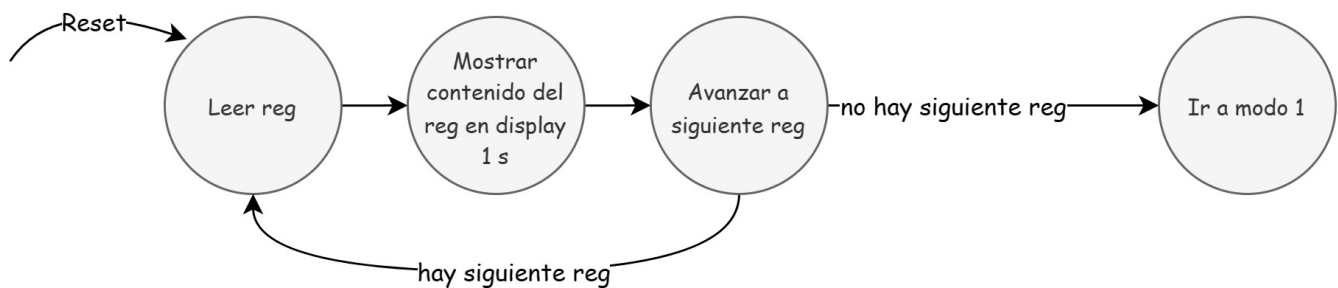 Reset
Leer reg
Mostrar
contenido del
reg en display
1 s
Avanzar a
siguiente reg
no hay siguiente reg
Ir a modo 1
hay siguiente reg